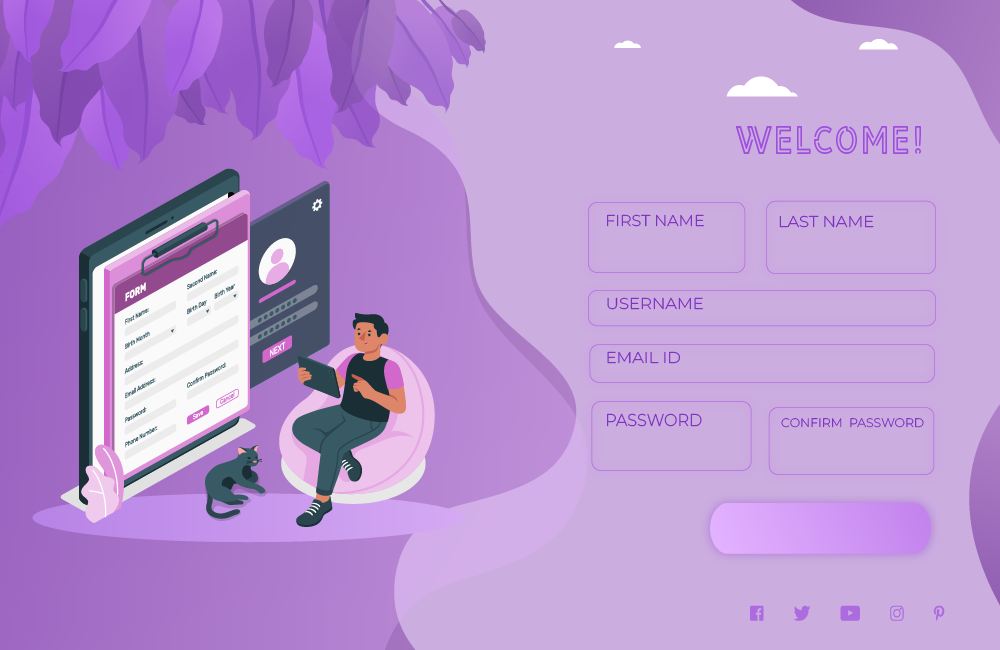 WELCOME!
FIRST NAME
LAST NAME
USERNAME
EMAIL ID
PASSWORD
CONFIRM PASSWORD
FORM
First Name:
Second Name:
Birth Month
Birth Day
Birth Year
Address:
Email Address:
Password:
Confirm Password:
Phone Number:
Save
Cancel
NEXT